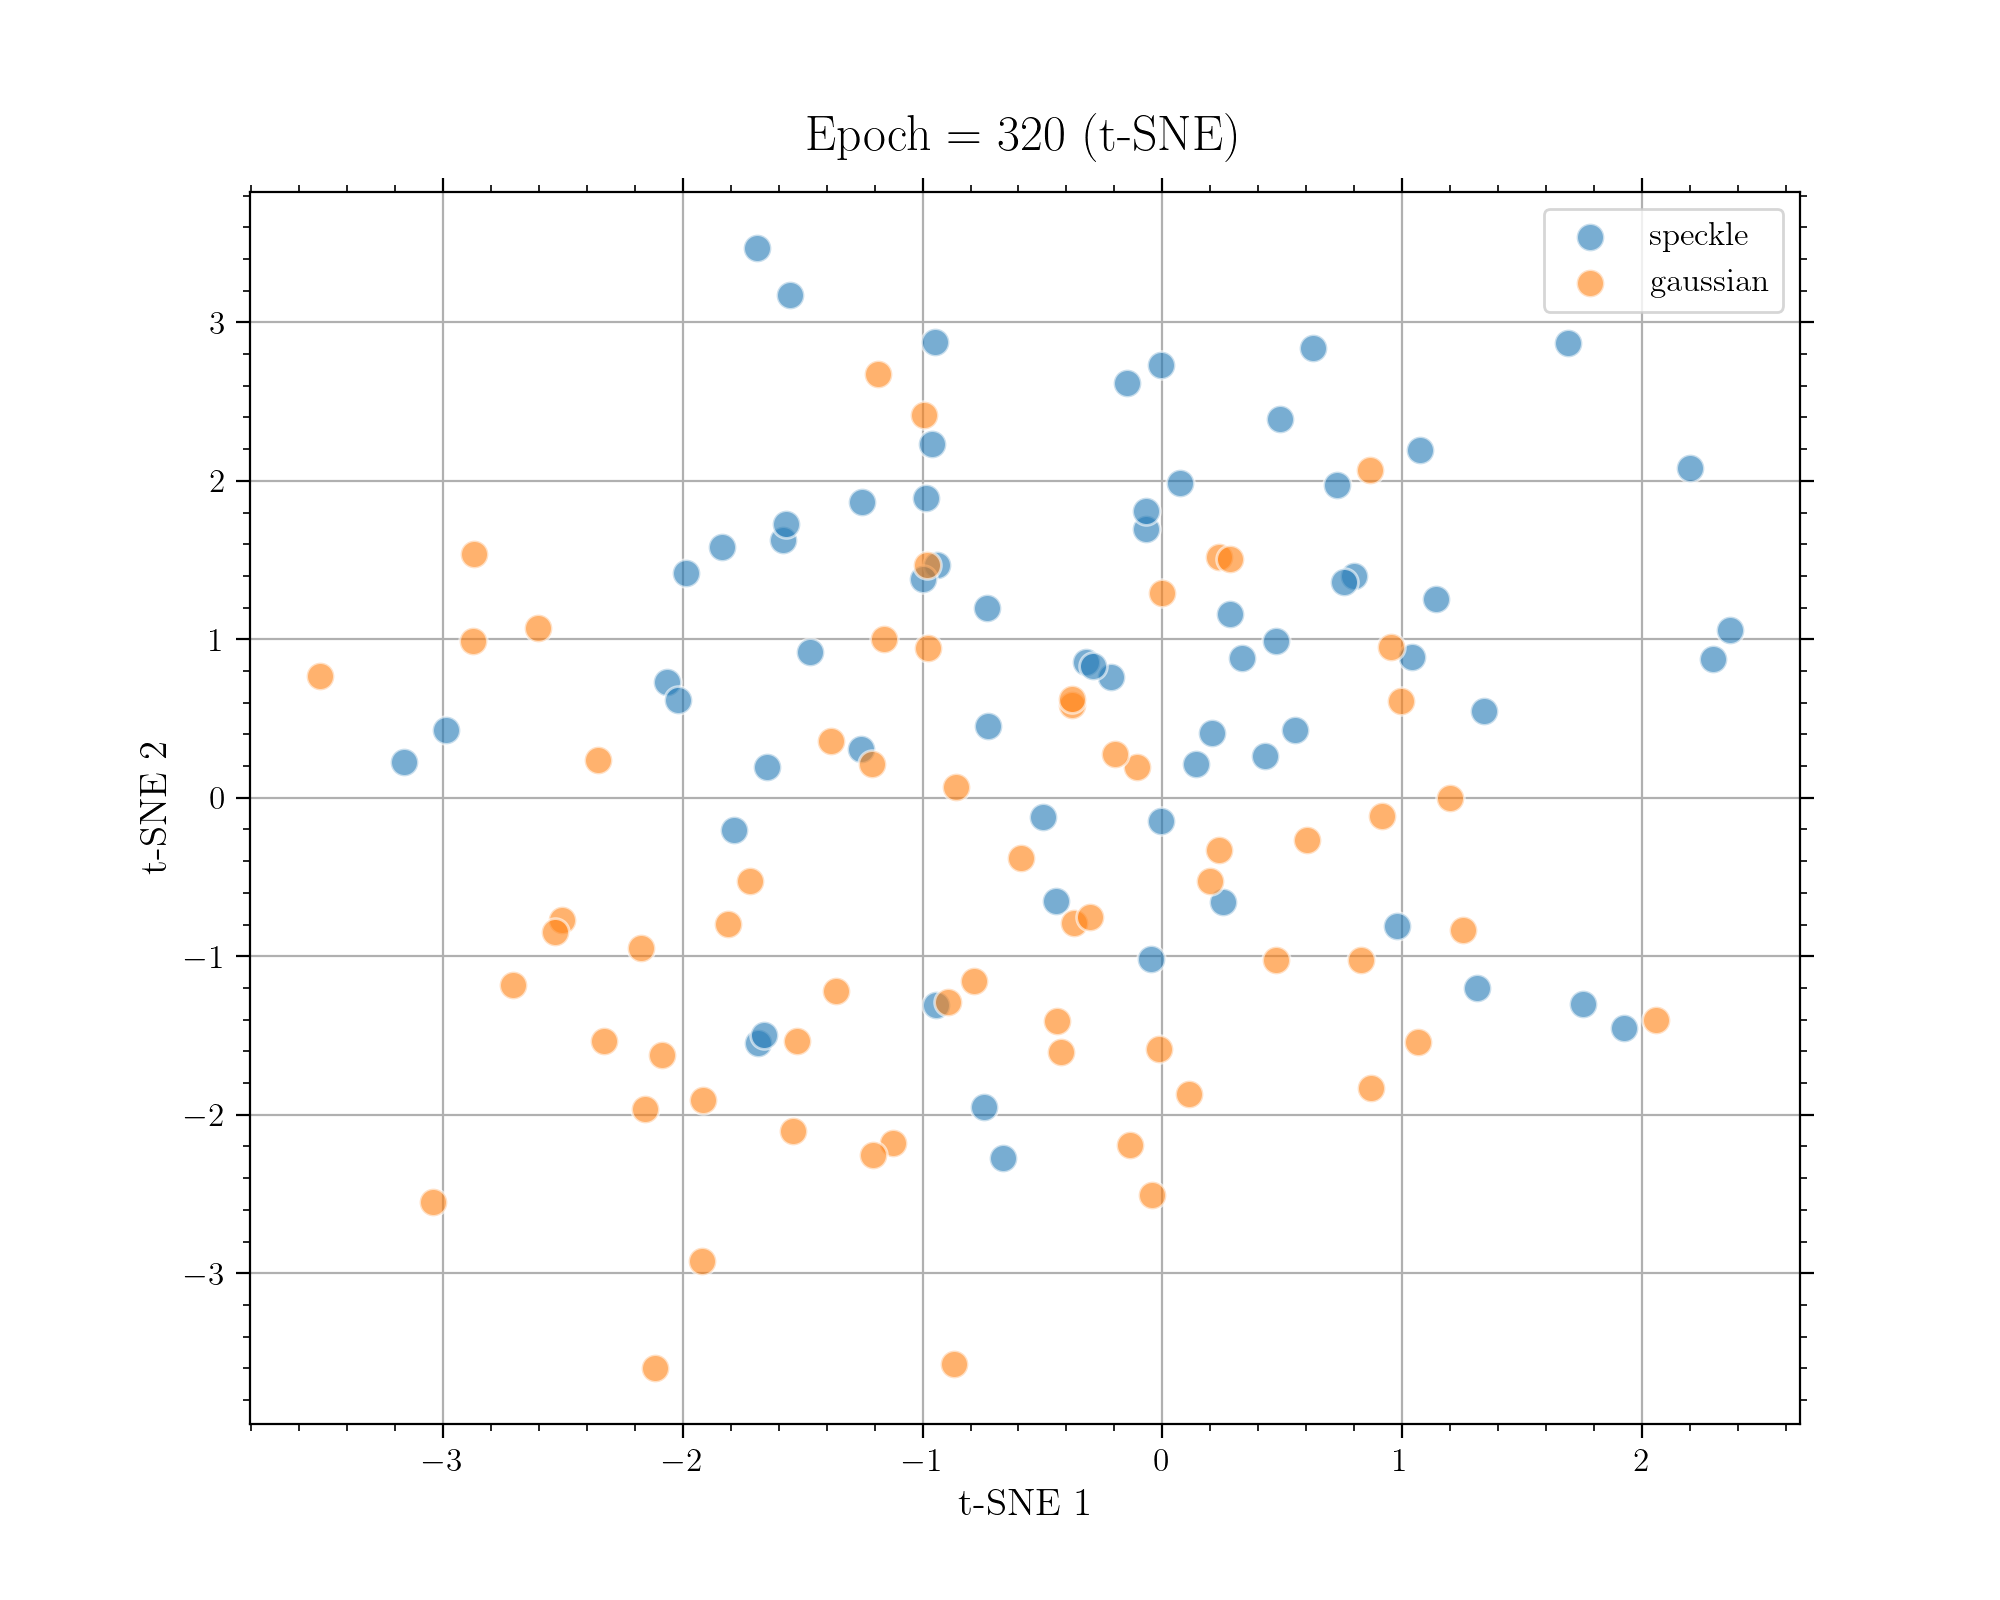 Epoch = 320 (t-SNE)
speckle
gaussian
3
2
1
0
−1
−2
−3
t-SNE 2
−3
−2
−1
0
1
2
t-SNE 1